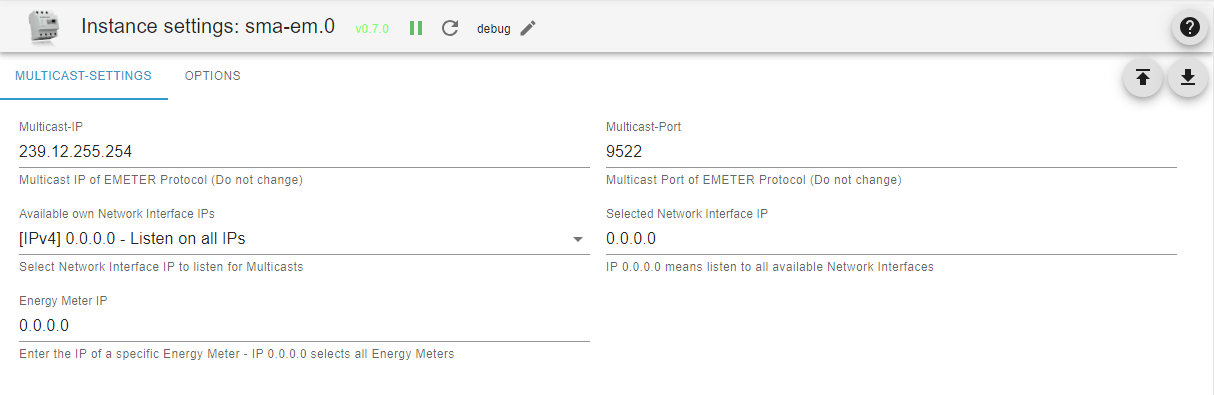 Instance settings: sma-em.0 v0.7.0 debug
MULTICAST-SETTINGS OPTIONS
Multicast-IP Multicast-Port
239.12.255.254 9522
Multicast IP of EMETER Protocol (Do not change) Multicast Port of EMETER Protocol (Do not change)
Available own Network Interface IPs Selected Network Interface IP
[IPv4] 0.0.0.0 - Listen on all IPs 0.0.0.0
Select Network Interface IP to listen for Multicasts IP 0.0.0.0 means listen to all available Network Interfaces
Energy Meter IP
0.0.0.0
Enter the IP of a specific Energy Meter - IP 0.0.0.0 selects all Energy Meters